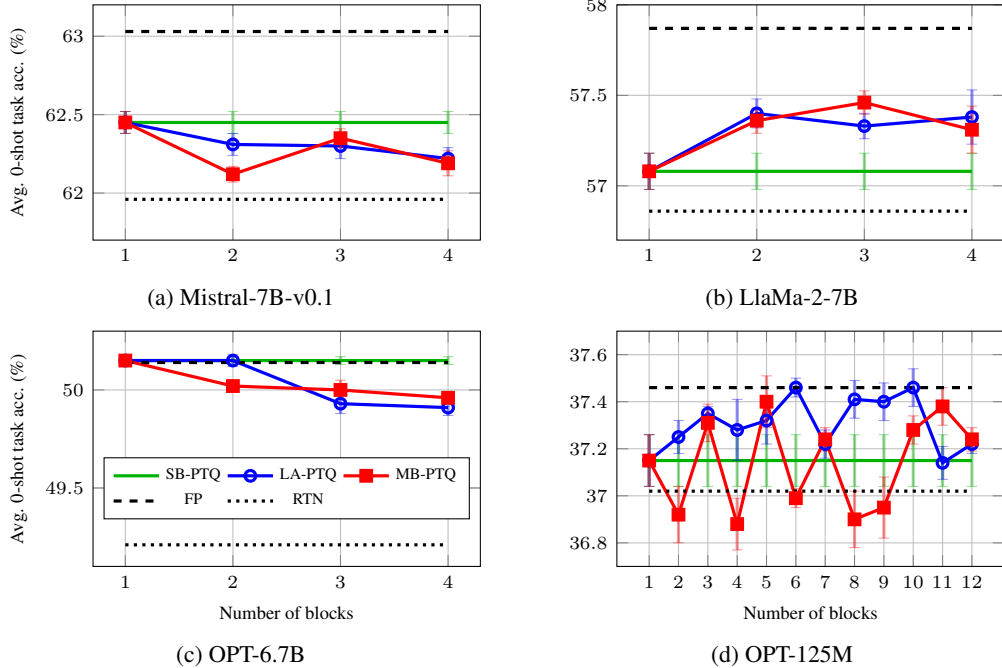 63
62.5
62
Avg. 0-shot task acc. (%)
1 2 3 4
(a) Mistral-7B-v0.1
58
57.5
57
1 2 3 4
(b) LlaMa-2-7B
50
49.5
Avg. 0-shot task acc. (%)
SB-PTQ LA-PTQ MB-PTQ
FP RTN
1 2 3 4
Number of blocks
(c) OPT-6.7B
37.6
37.4
37.2
37
36.8
1 2 3 4 5 6 7 8 9 10 11 12
Number of blocks
(d) OPT-125M